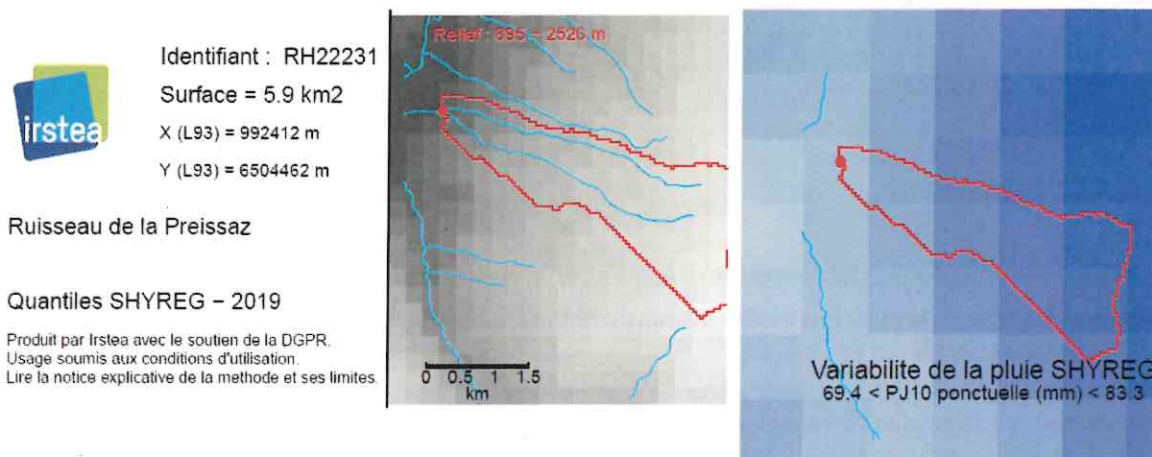 irstea
Identifiant : RH22231
Surface = 5.9 km2
X (L93) = 992412 m
Y (L93) = 6504462 m
Ruisseau de la Preissaz
Quantiles SHYREG – 2019
Produit par Irstea avec le soutien de la DGPR.
Usage soumis aux conditions d'utilisation.
Lire la notice explicative de la methode et ses limites.
Relief : 895 – 2526 m
0 0.5 1 1.5
km
Variabilite de la pluie SHYREG
69.4 < PJ10 ponctuelle (mm) < 83.3